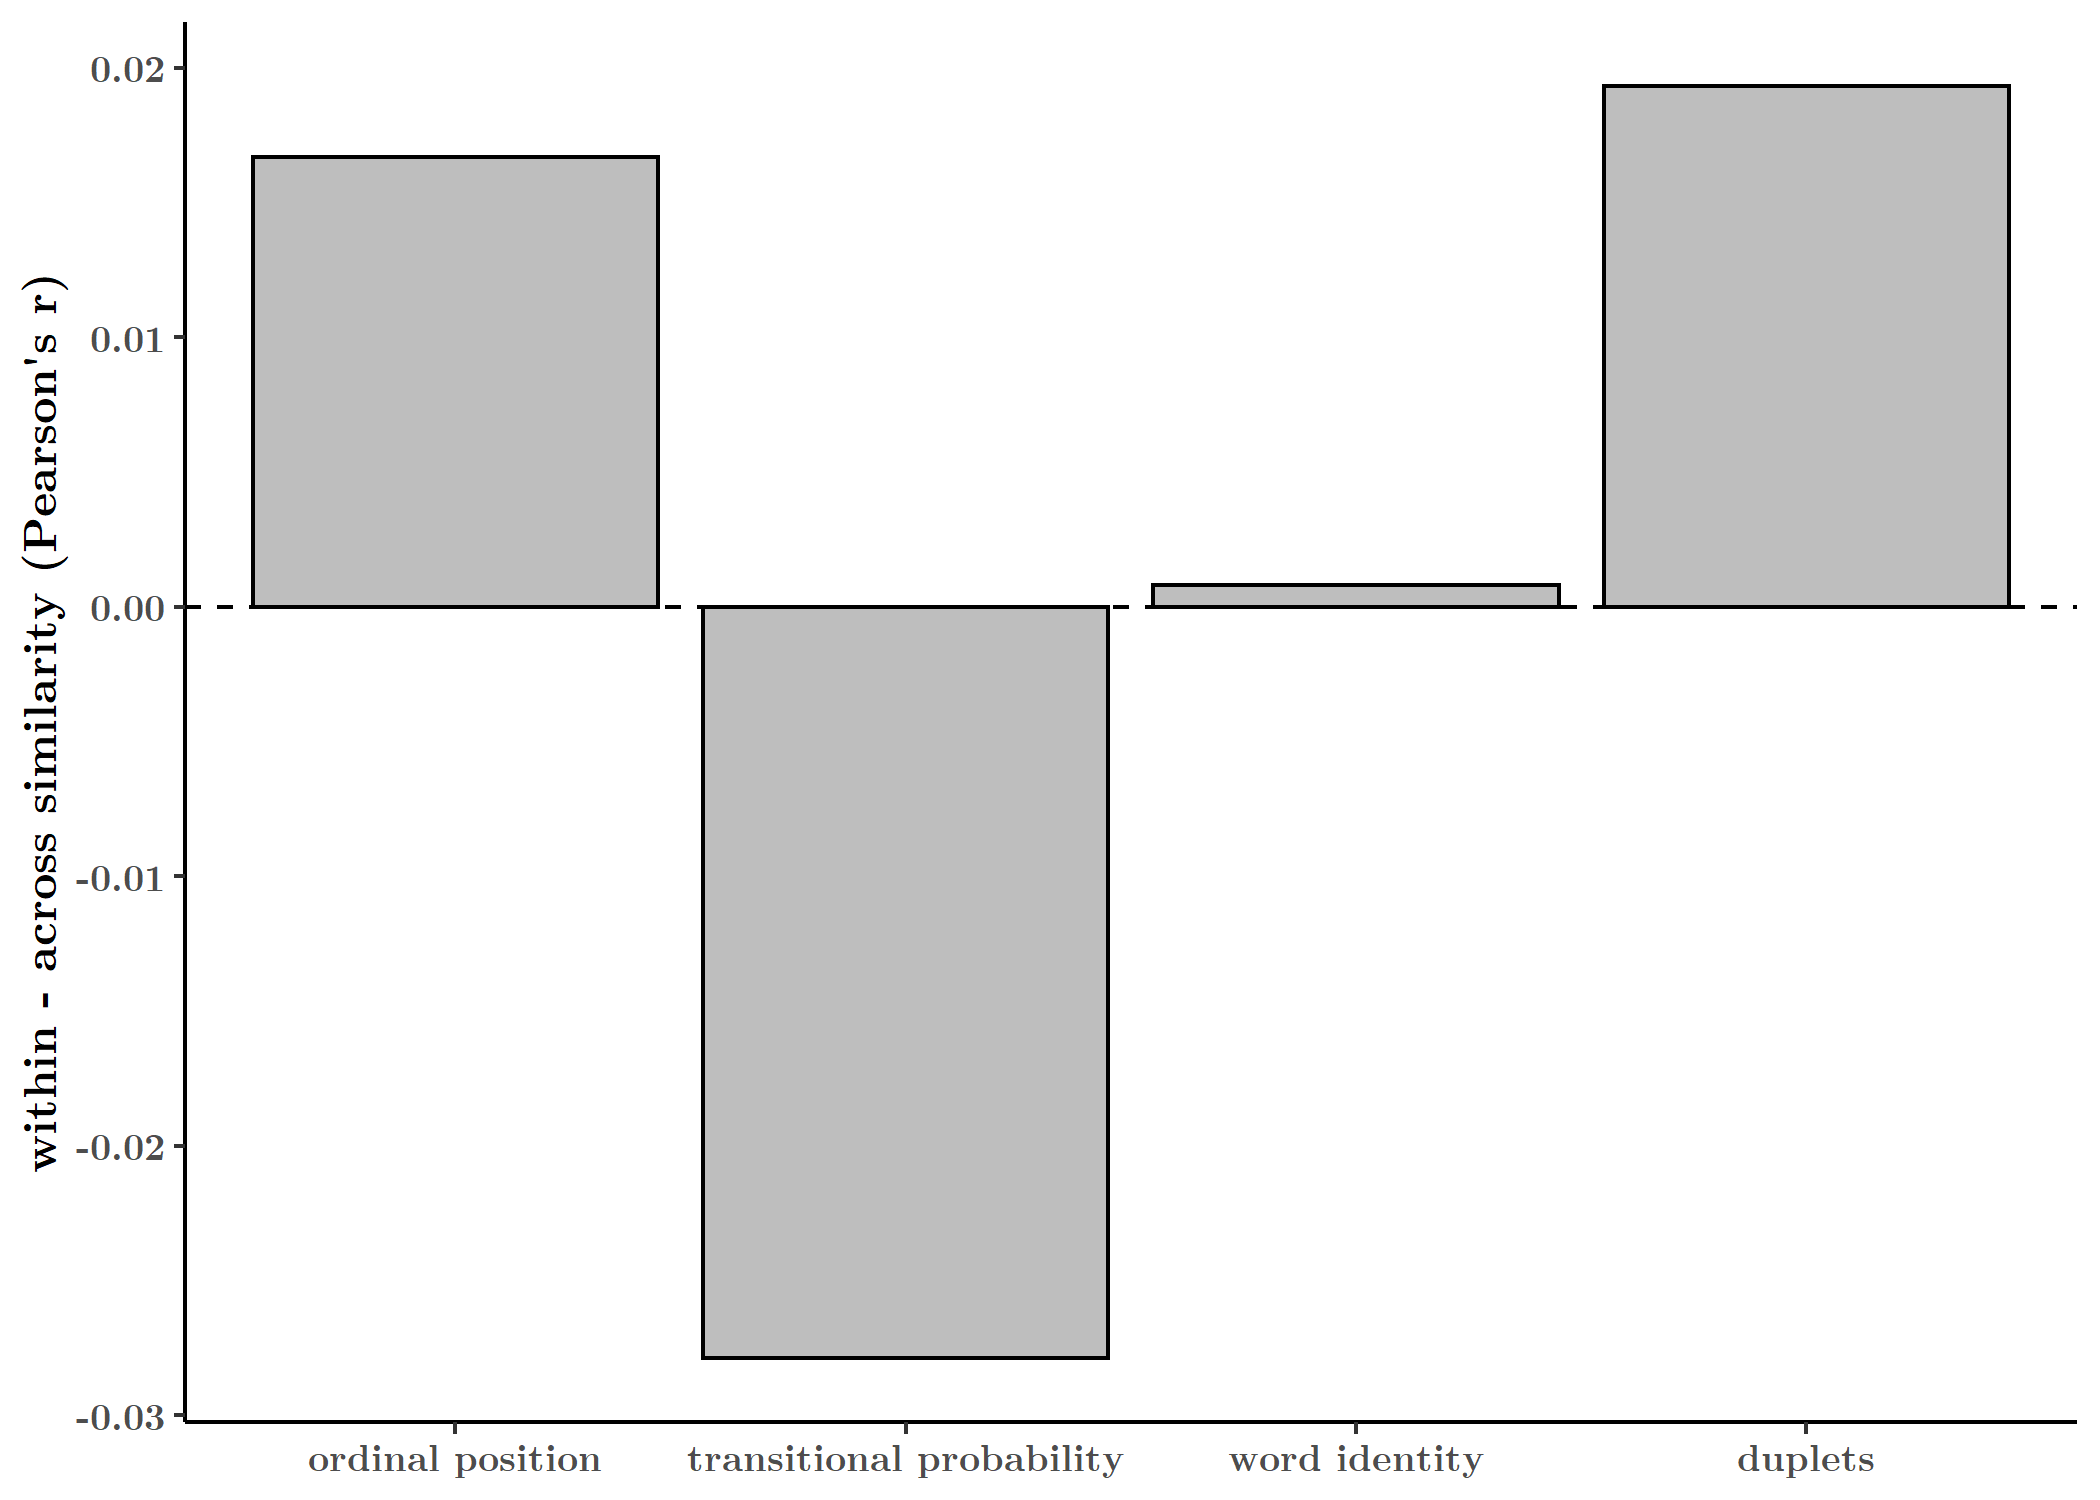 within - across similarity (Pearson's r)
0.02
0.01
0.00
-0.01
-0.02
-0.03
ordinal position
transitional probability
word identity
duplets